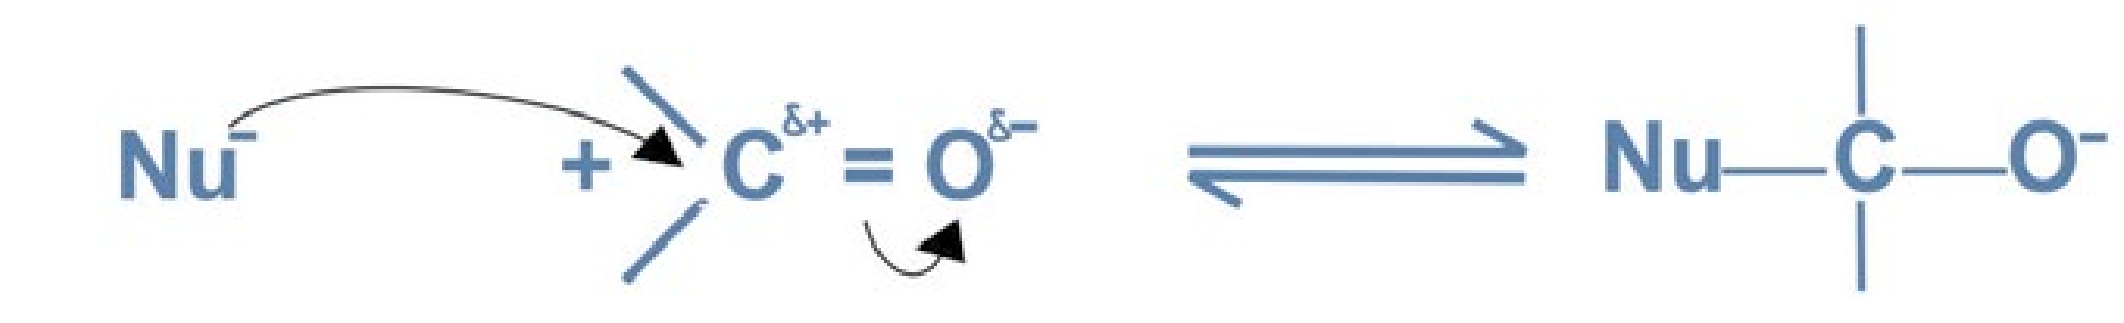 Nu⁻ + C^δ+ = O^δ− ⇌ Nu—C—O⁻